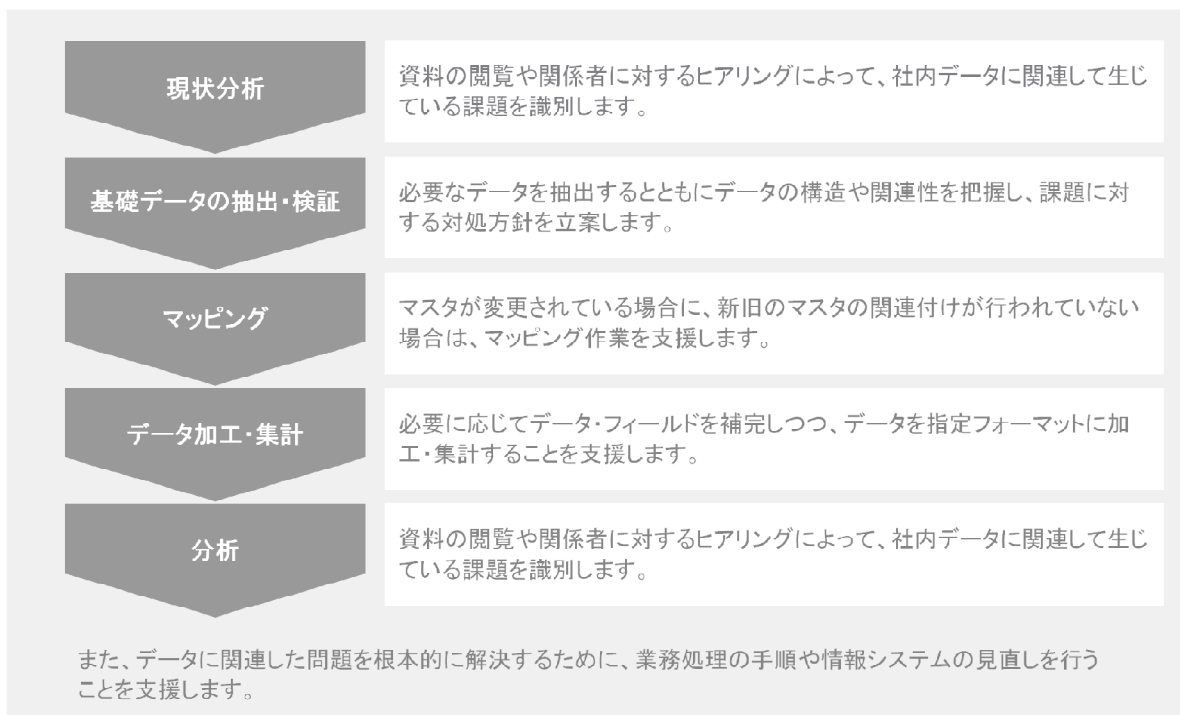 現状分析
資料の閲覧や関係者に対するヒアリングによって、社内データに関連して生じ
ている課題を識別します。
基礎データの抽出・検証
必要なデータを抽出するとともにデータの構造や関連性を把握し、課題に対
する対処方針を立案します。
マッピング
マスタが変更されている場合に、新旧のマスタの関連付けが行われていない
場合は、マッピング作業を支援します。
データ加工・集計
必要に応じてデータ・フィールドを補完しつつ、データを指定フォーマットに加
工・集計することを支援します。
分析
資料の閲覧や関係者に対するヒアリングによって、社内データに関連して生じ
ている課題を識別します。
また、データに関連した問題を根本的に解決するために、業務処理の手順や情報システムの見直しを行う
ことを支援します。